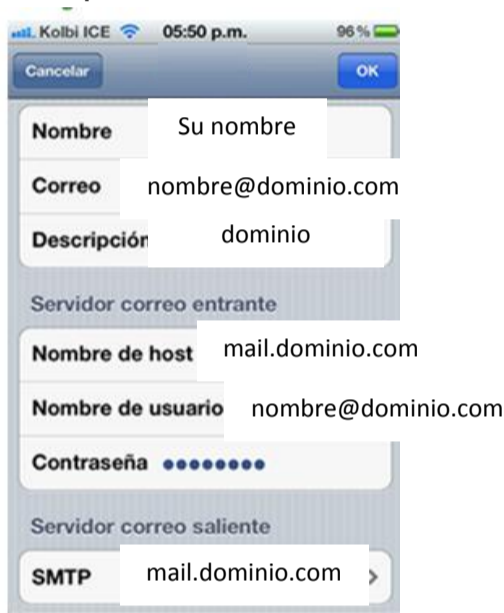 Kolbi ICE 05:50 p.m. 96 %
Cancelar OK
Nombre Su nombre
Correo nombre@dominio.com
Descripción dominio
Servidor correo entrante
Nombre de host mail.dominio.com
Nombre de usuario nombre@dominio.com
Contraseña ●●●●●●●●
Servidor correo saliente
SMTP mail.dominio.com >